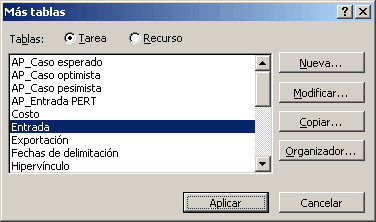 Más tablas
Tablas: Tarea Recurso
AP_Caso esperado
AP_Caso optimista
AP_Caso pesimista
AP_Entrada PERT
Costo
Entrada
Exportación
Fechas de delimitación
Hipervínculo
Nueva...
Modificar...
Copiar...
Organizador...
Aplicar
Cancelar